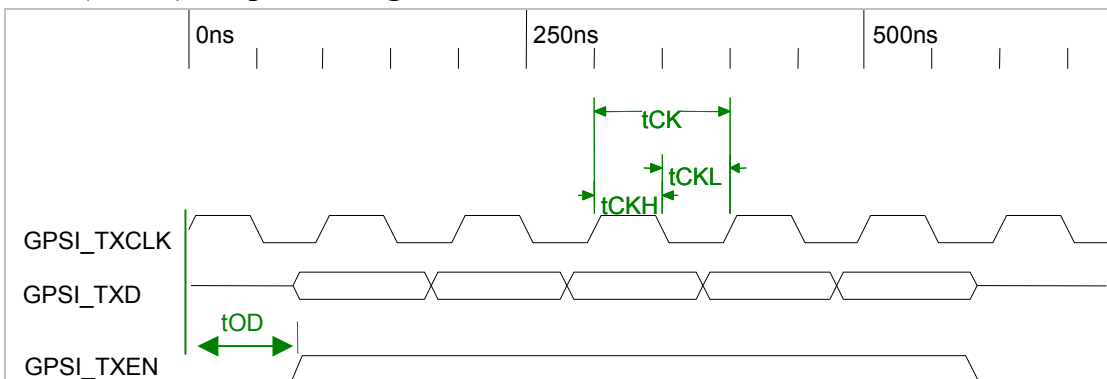 0ns 250ns 500ns
tCK
tCKL
tCKH
GPSI_TXCLK
GPSI_TXD
tOD
GPSI_TXEN